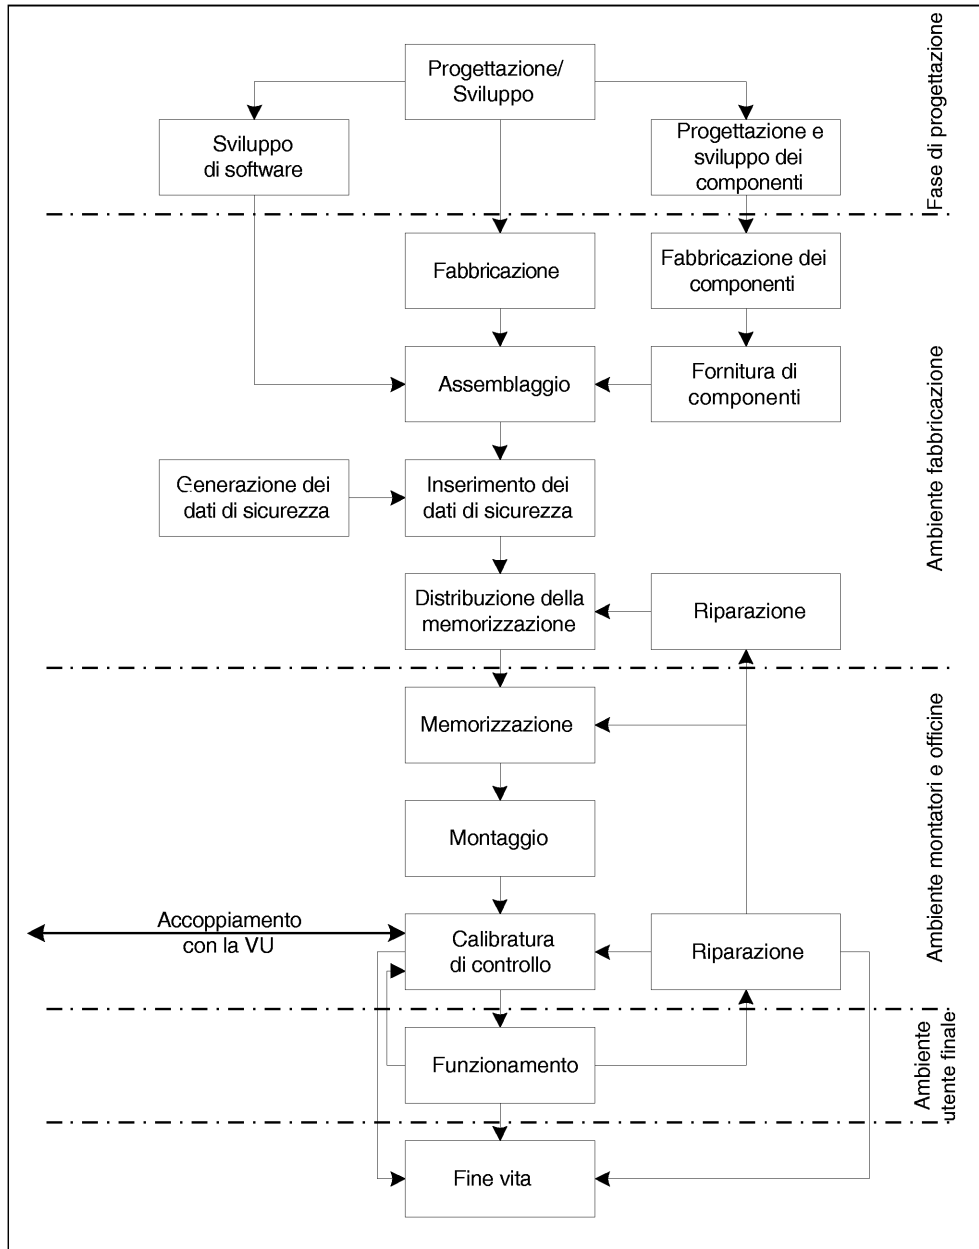 Progettazione/
Sviluppo
Sviluppo
di software
Progettazione e
sviluppo dei
componenti
Fase di progettazione
Fabbricazione
Fabbricazione dei
componenti
Assemblaggio
Fornitura di
componenti
Generazione dei
dati di sicurezza
Inserimento dei
dati di sicurezza
Distribuzione della
memorizzazione
Riparazione
Ambiente fabbricazione
Memorizzazione
Montaggio
Accoppiamento
con la VU
Calibratura
di controllo
Riparazione
Ambiente montatori e officine
Funzionamento
Ambiente
utente finale
Fine vita